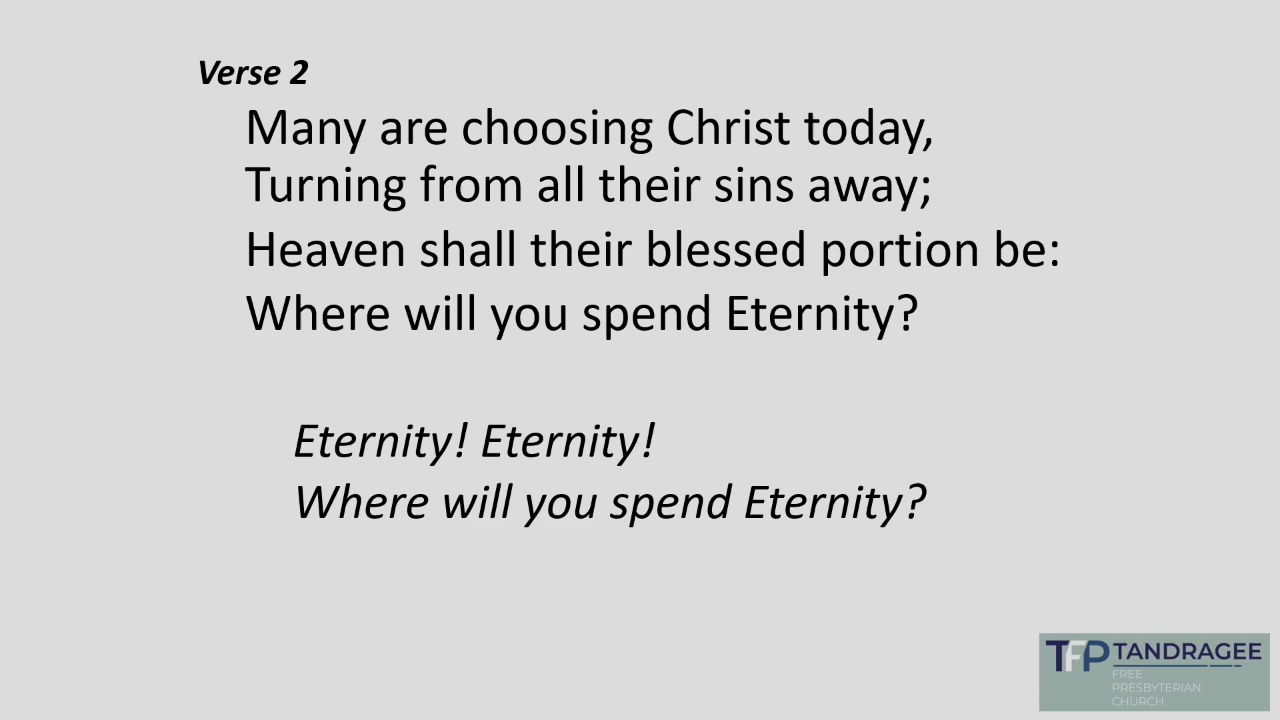 Verse 2
Many are choosing Christ today,
Turning from all their sins away;
Heaven shall their blessed portion be:
Where will you spend Eternity?
Eternity! Eternity!
Where will you spend Eternity?
TFP TANDRAGEE
FREE
PRESBYTERIAN
CHURCH